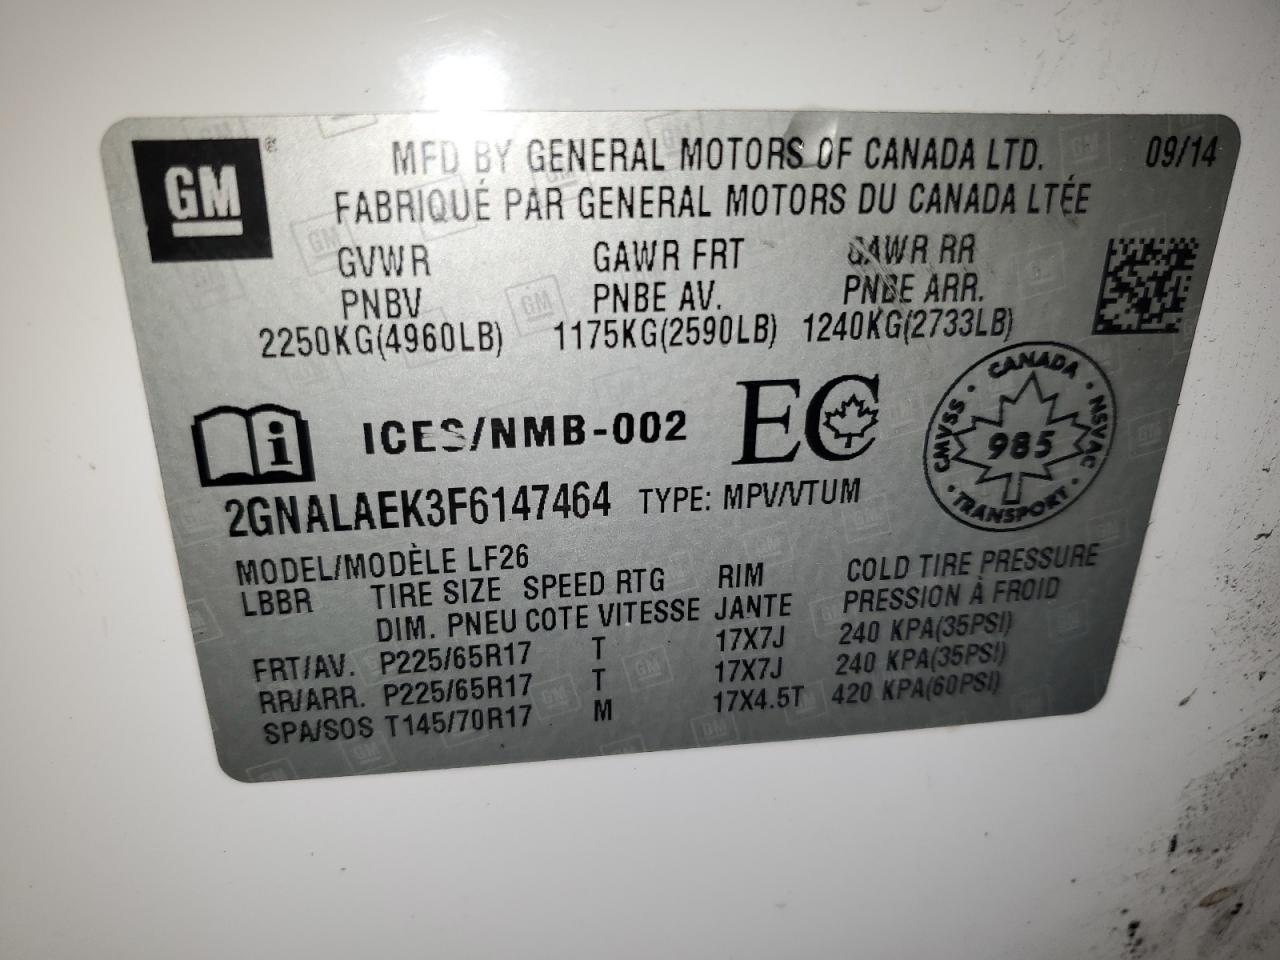 GM
MFD BY GENERAL MOTORS OF CANADA LTD. 09/14
FABRIQUÉ PAR GENERAL MOTORS DU CANADA LTÉE
GVWR GAWR FRT GAWR RR
PNBV PNBE AV. PNBE ARR.
2250KG(4960LB) 1175KG(2590LB) 1240KG(2733LB)
i ICES/NMB-002 EC
CANADA CMVSS 985 NSVAC TRANSPORT
2GNALAEK3F6147464 TYPE: MPV/VTUM
MODEL/MODÈLE LF26
LBBR TIRE SIZE SPEED RTG RIM COLD TIRE PRESSURE
DIM. PNEU COTE VITESSE JANTE PRESSION À FROID
FRT/AV. P225/65R17 T 17X7J 240 KPA(35PSI)
RR/ARR. P225/65R17 T 17X7J 240 KPA(35PSI)
SPA/SOS T145/70R17 M 17X4.5T 420 KPA(60PSI)